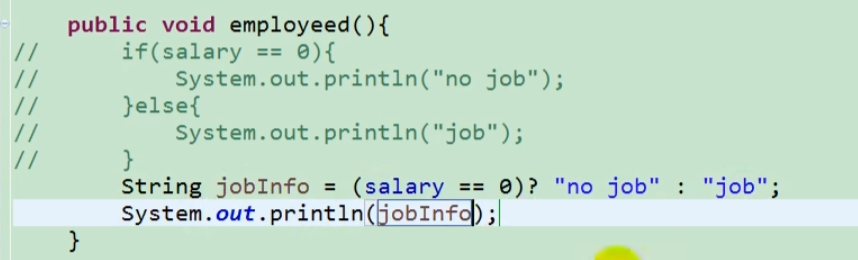 public void employeed(){
//      if(salary == 0){
//          System.out.println("no job");
//      }else{
//          System.out.println("job");
//      }
        String jobInfo = (salary == 0)? "no job" : "job";
        System.out.println(jobInfo);
    }